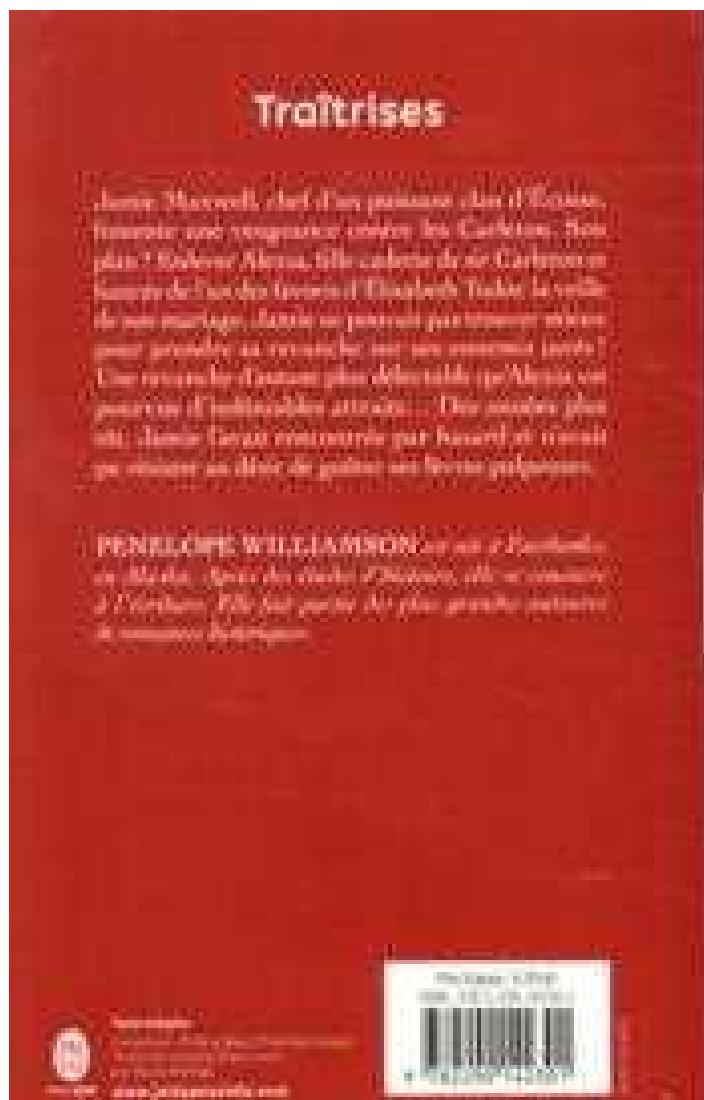 Traîtrises
Jamie Maxwell, chef d'un puissant clan d'Écosse,
fomente une vengeance contre les Carleton. Son
plan ? Enlever Alexia, fille cadette de sir Carleton et
fiancée de l'un des favoris d'Elisabeth Tudor, la veille
de son mariage. Jamie ne pouvait pas trouver mieux
pour prendre sa revanche sur ses ennemis jurés !
Une revanche d'autant plus délectable qu'Alexia est
pourvue d'indéniables attraits... Des années plus
tôt, Jamie l'avait rencontrée par hasard et n'avait
pu résister au désir de goûter ses lèvres pulpeuses.
PENELOPE WILLIAMSON est née à Fairbanks,
en Alaska. Après des études d'histoire, elle se consacre
à l'écriture. Elle fait partie des plus grandes auteures
de romances historiques.